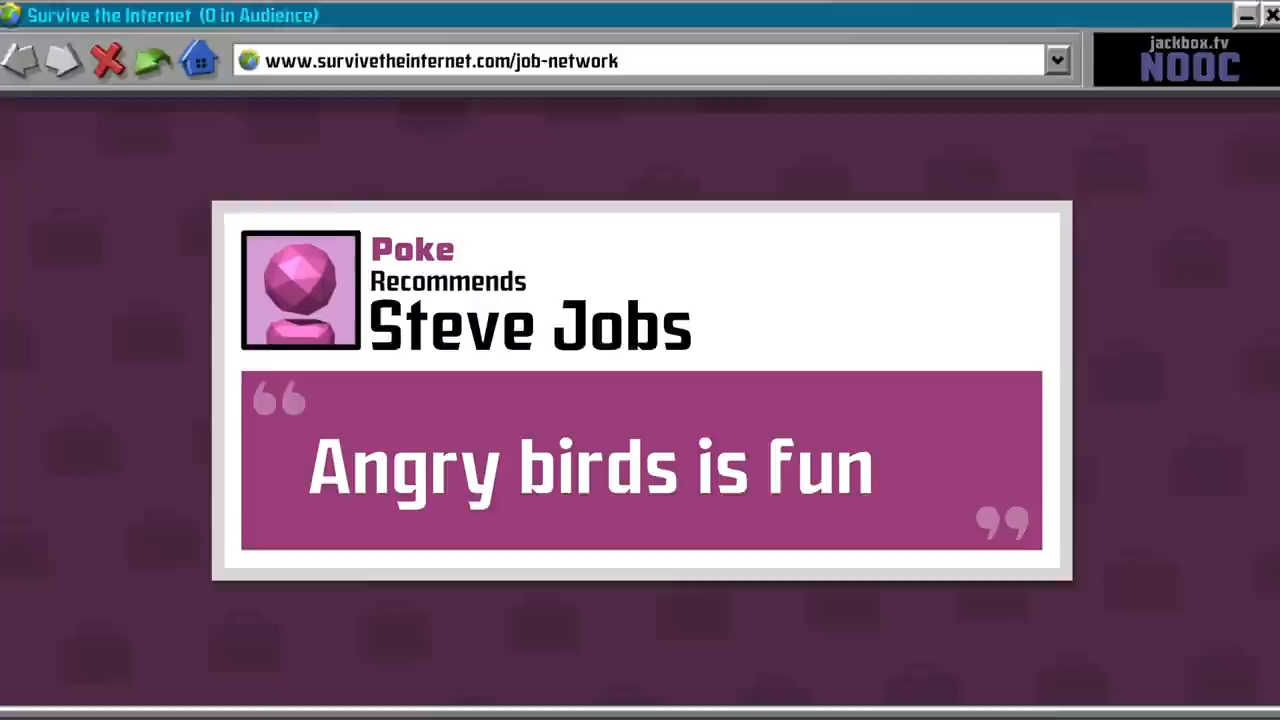 Survive the Internet (0 in Audience)
www.survivetheinternet.com/job-network
jackbox.tv
NOOC
Poke
Recommends
Steve Jobs
“
Angry birds is fun
”